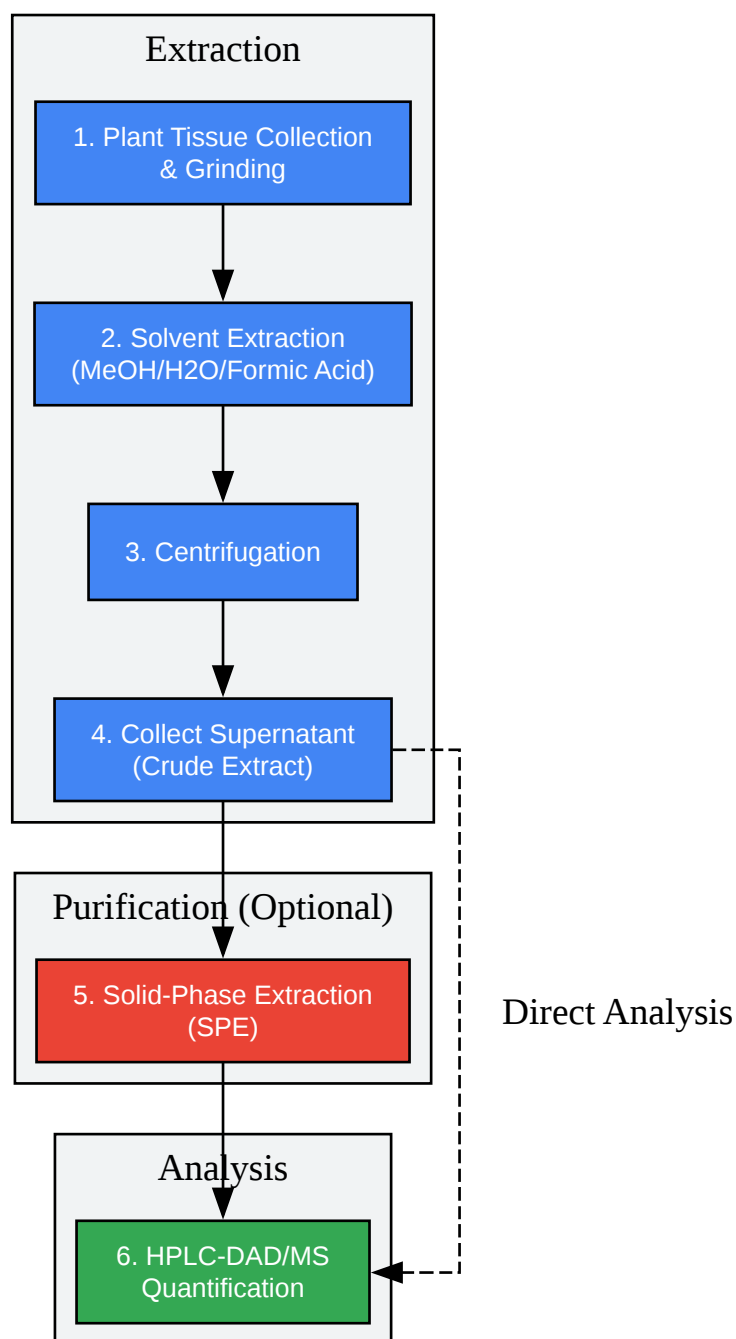 Extraction
1. Plant Tissue Collection
& Grinding
2. Solvent Extraction
(MeOH/H2O/Formic Acid)
3. Centrifugation
4. Collect Supernatant
(Crude Extract)
Purification (Optional)
5. Solid-Phase Extraction
(SPE)
Direct Analysis
Analysis
6. HPLC-DAD/MS
Quantification